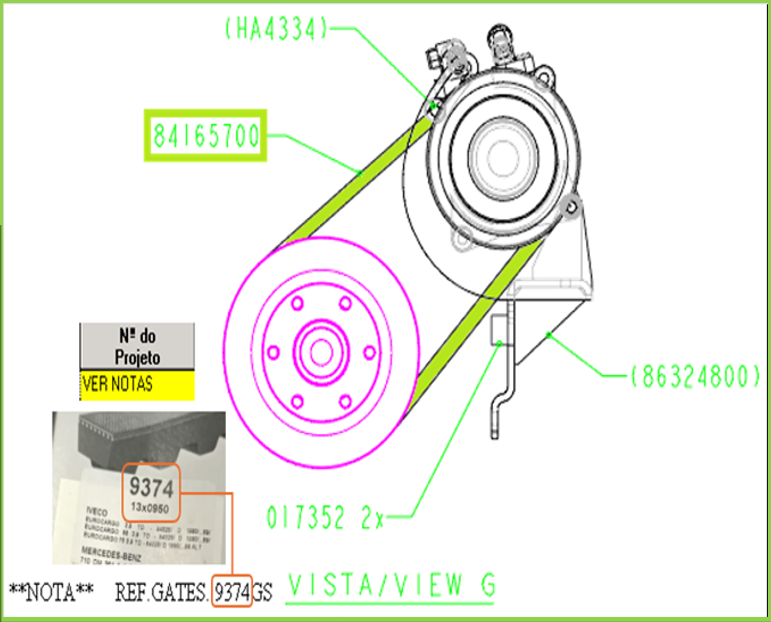 (HA4334)
84165700
Nº do
Projeto
VER NOTAS
(86324800)
9374
13x0950
IVECO
MERCEDES-BENZ
017352 2x
**NOTA** REF.GATES. 9374GS
VISTA/VIEW G